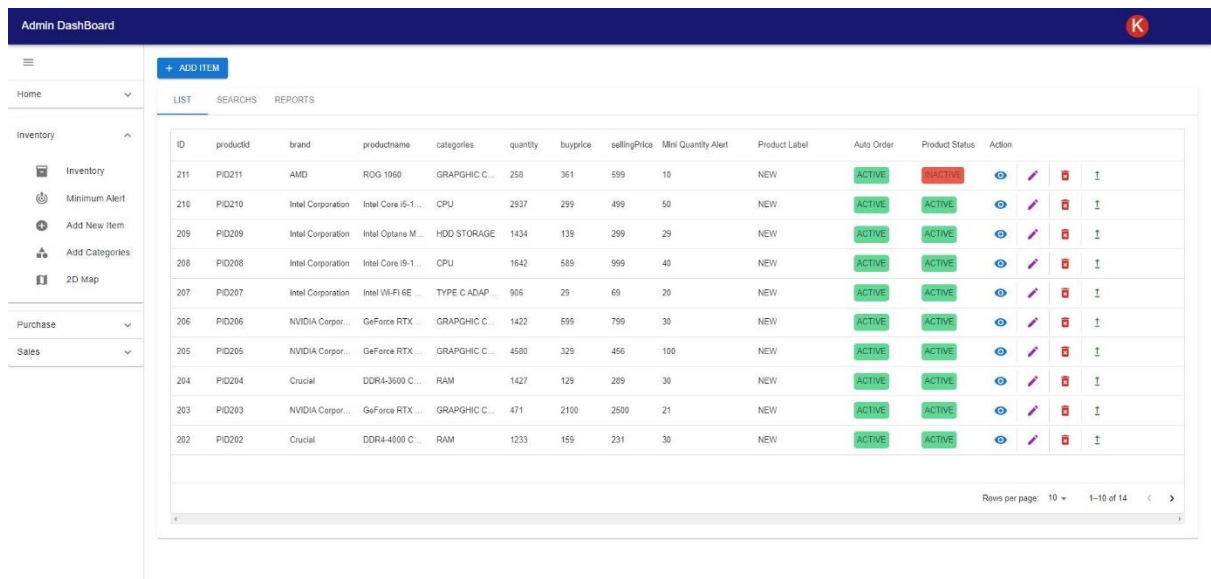 Admin DashBoard
K
Home
Inventory
Inventory
Minimum Alert
Add New Item
Add Categories
2D Map
Purchase
Sales
+ ADD ITEM
LIST SEARCHS REPORTS
ID productid brand productname categories quantity buyprice sellingPrice Mini Quantity Alert Product Label Auto Order Product Status Action
211 PID211 AMD ROG 1060 GRAPGHIC C... 258 361 599 10 NEW ACTIVE INACTIVE
210 PID210 Intel Corporation Intel Core i5-1... CPU 2937 299 499 50 NEW ACTIVE ACTIVE
209 PID209 Intel Corporation Intel Optane M... HDD STORAGE 1434 139 299 29 NEW ACTIVE ACTIVE
208 PID208 Intel Corporation Intel Core i9-1... CPU 1642 589 999 40 NEW ACTIVE ACTIVE
207 PID207 Intel Corporation Intel Wi-Fi 6E ... TYPE C ADAP... 906 29 69 20 NEW ACTIVE ACTIVE
206 PID206 NVIDIA Corpor... GeForce RTX ... GRAPGHIC C... 1422 599 799 30 NEW ACTIVE ACTIVE
205 PID205 NVIDIA Corpor... GeForce RTX ... GRAPGHIC C... 4580 329 456 100 NEW ACTIVE ACTIVE
204 PID204 Crucial DDR4-3600 C... RAM 1427 129 289 30 NEW ACTIVE ACTIVE
203 PID203 NVIDIA Corpor... GeForce RTX ... GRAPGHIC C... 471 2100 2500 21 NEW ACTIVE ACTIVE
202 PID202 Crucial DDR4-4000 C... RAM 1233 159 231 30 NEW ACTIVE ACTIVE
Rows per page: 10 1–10 of 14